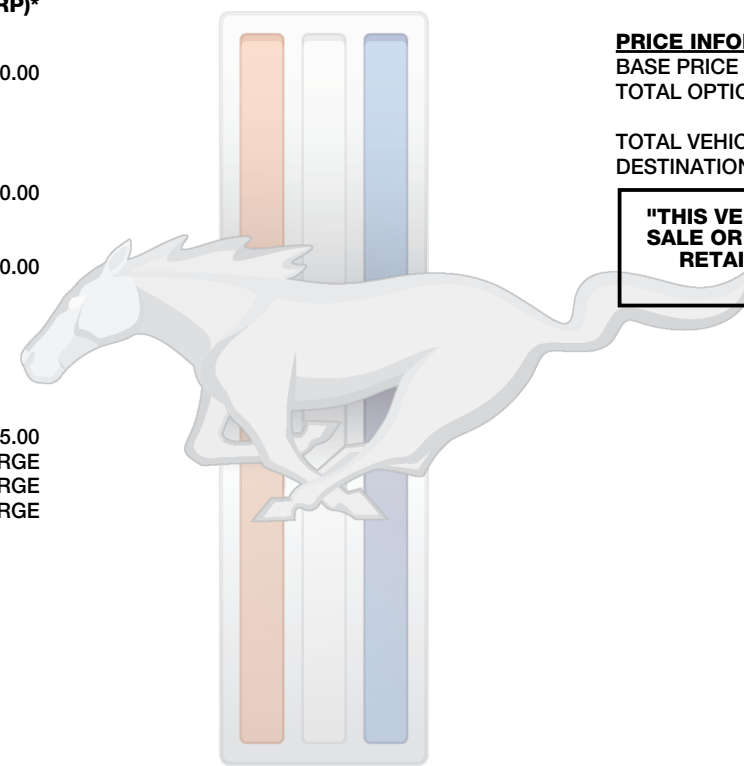 RP)*
0.00
0.00
0.00
5.00
RGE
RGE
RGE
PRICE INFO
BASE PRICE
TOTAL OPTIO
TOTAL VEHIC
DESTINATION
"THIS VE
SALE OR
RETAI